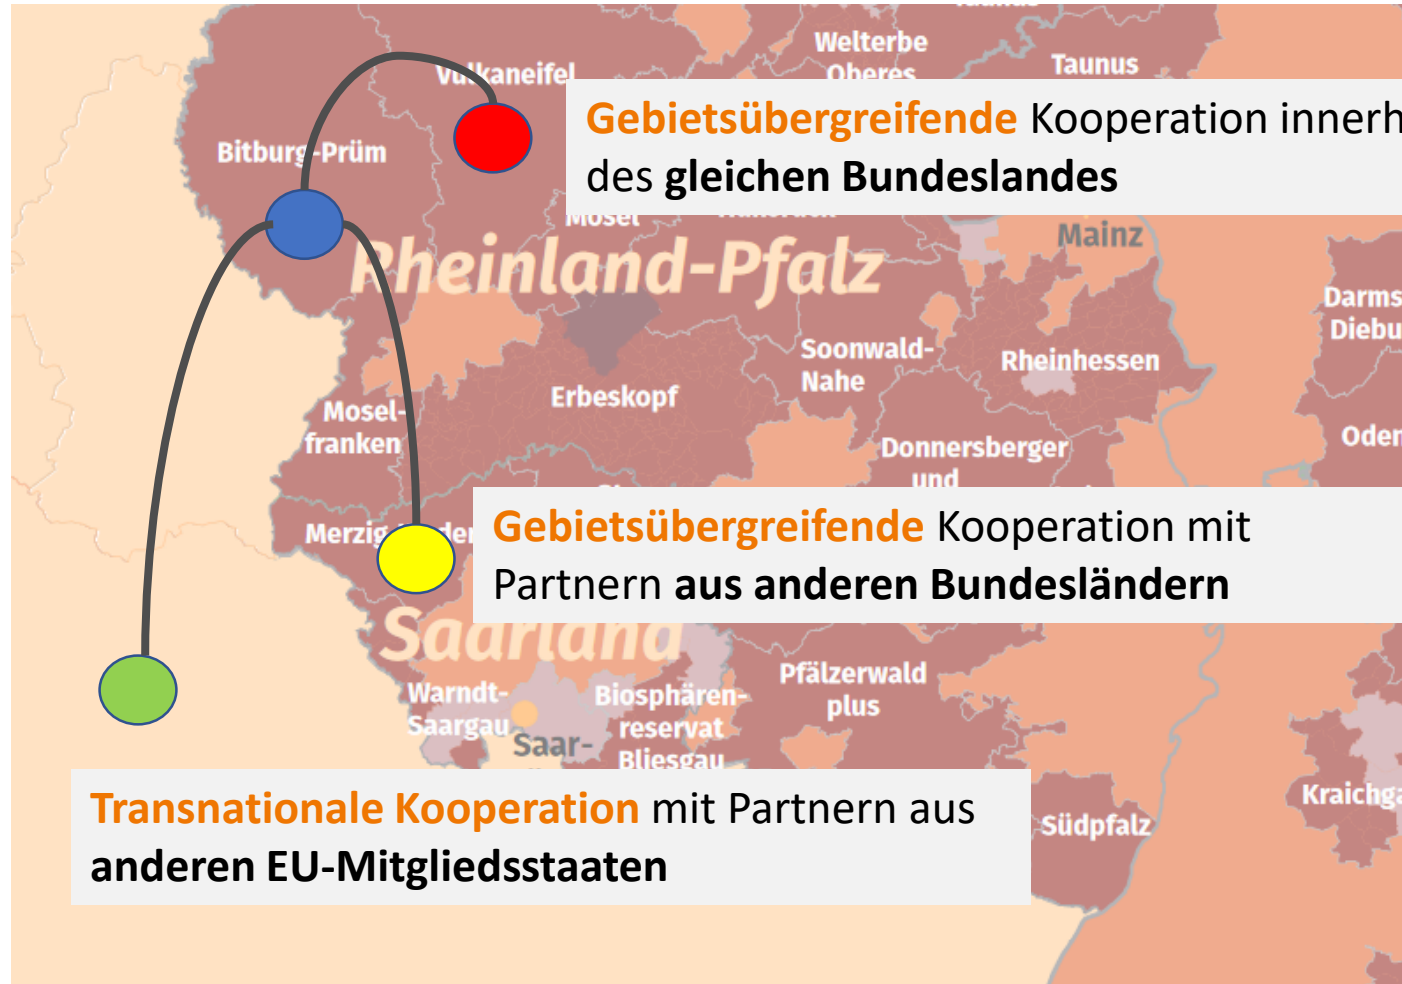 Welterbe
Oberes
Taunus
Vulkaneifel
Gebietsübergreifende Kooperation innerh
des gleichen Bundeslandes
Bitburg-Prüm
Mosel
Mainz
Rheinland-Pfalz
Darms
Diebu
Soonwald-
Nahe
Rheinhessen
Erbeskopf
Mosel-
franken
Oden
Donnersberger
und
Merzig
Gebietsübergreifende Kooperation mit
Partnern aus anderen Bundesländern
Saarland
Pfälzerwald
plus
Warndt-
Saargau
Biosphären-
reservat
Bliesgau
Saar-
Transnationale Kooperation mit Partnern aus
anderen EU-Mitgliedsstaaten
Kraichga
Südpfalz